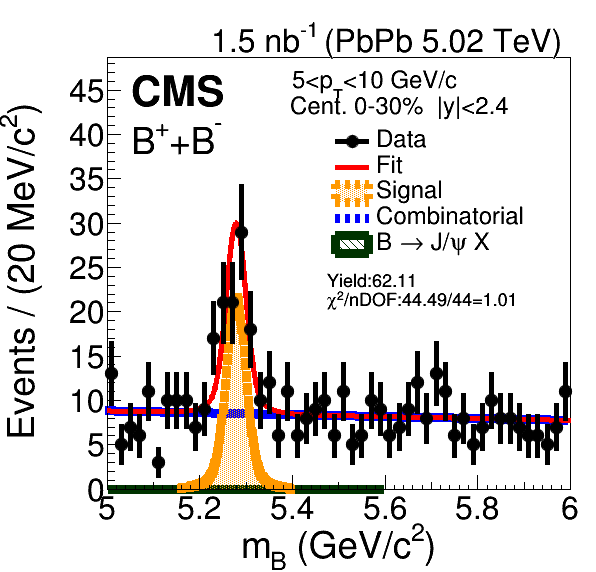 1.5 nb⁻¹ (PbPb 5.02 TeV)
CMS
B⁺+B⁻
5<p_T<10 GeV/c
Cent. 0-30% |y|<2.4
Data
Fit
Signal
Combinatorial
B → J/ψ X
Yield:62.11
χ²/nDOF:44.49/44=1.01
Events / (20 MeV/c²)
45
40
35
30
25
20
15
10
5
0
5 5.2 5.4 5.6 5.8 6
m_B (GeV/c²)